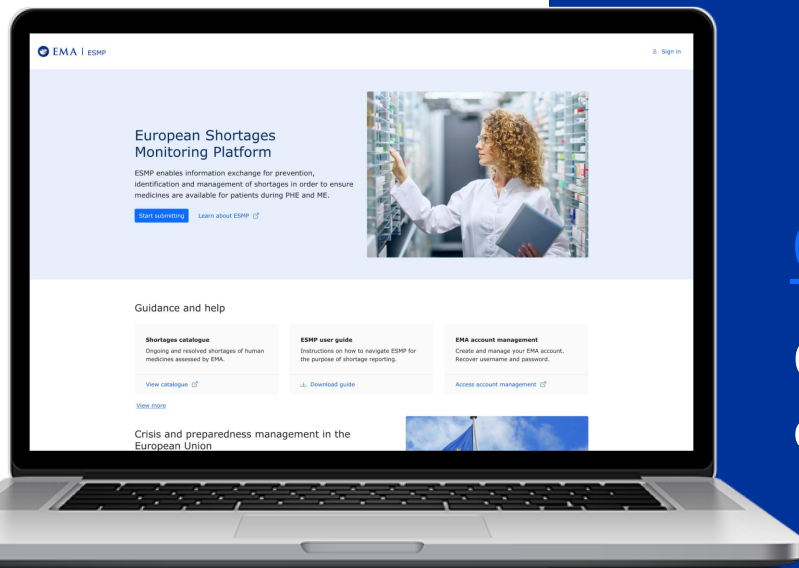 EMA | ESMP
Sign in
European Shortages
Monitoring Platform
ESMP enables information exchange for prevention,
identification and management of shortages in order to ensure
medicines are available for patients during PHE and ME.
Start submitting
Learn about ESMP
Guidance and help
Shortages catalogue
Ongoing and resolved shortages of human
medicines assessed by EMA.
View catalogue
ESMP user guide
Instructions on how to navigate ESMP for
the purpose of shortage reporting.
Download guide
EMA account management
Create and manage your EMA account.
Recover username and password.
Access account management
View more
Crisis and preparedness management in the
European Union